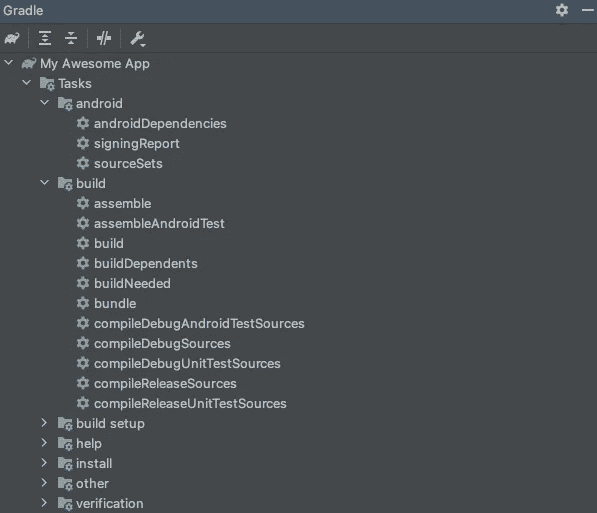 Gradle
My Awesome App
Tasks
android
androidDependencies
signingReport
sourceSets
build
assemble
assembleAndroidTest
build
buildDependents
buildNeeded
bundle
compileDebugAndroidTestSources
compileDebugSources
compileDebugUnitTestSources
compileReleaseSources
compileReleaseUnitTestSources
build setup
help
install
other
verification